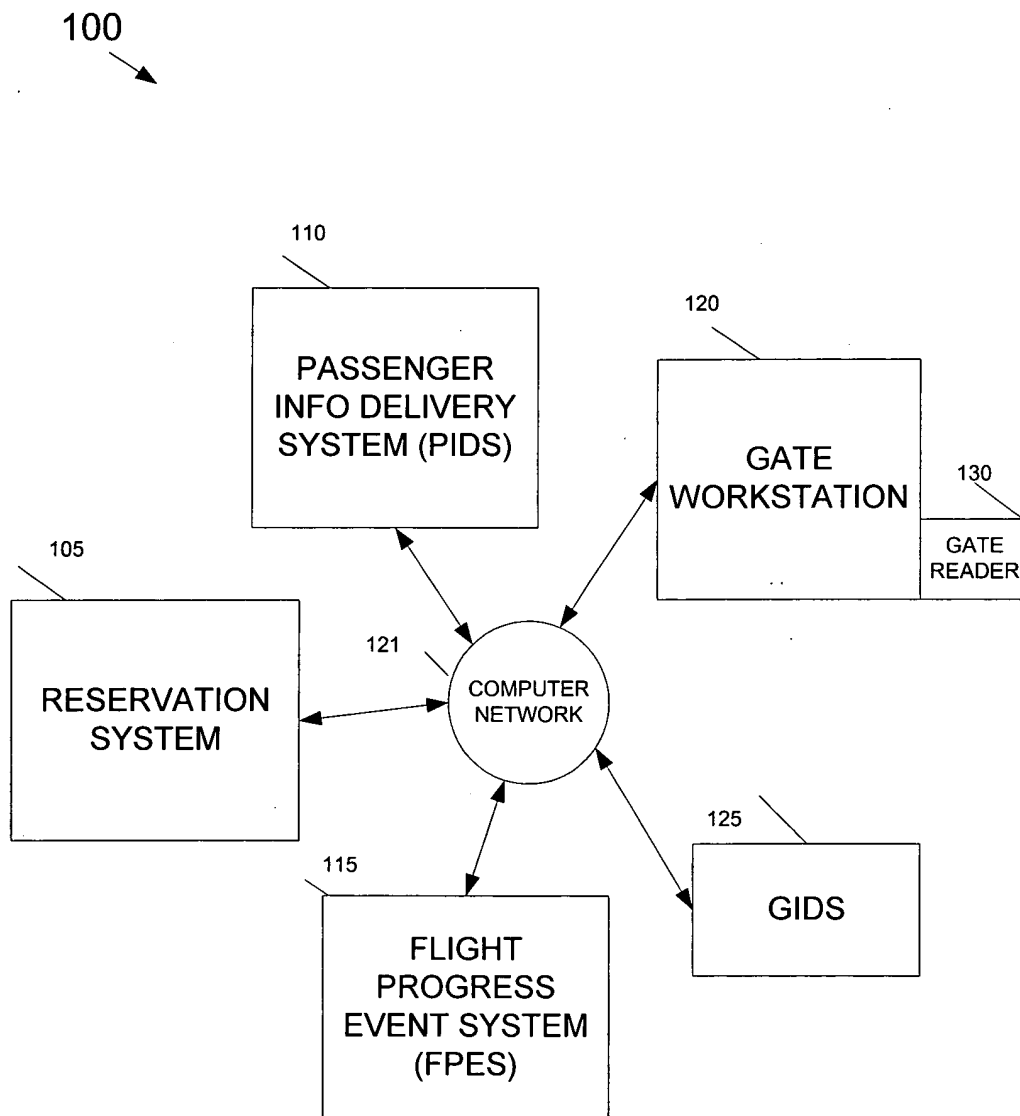 100
110
PASSENGER
INFO DELIVERY
SYSTEM (PIDS)
120
GATE
WORKSTATION
130
GATE
READER
105
RESERVATION
SYSTEM
121
COMPUTER
NETWORK
125
GIDS
115
FLIGHT
PROGRESS
EVENT SYSTEM
(FPES)